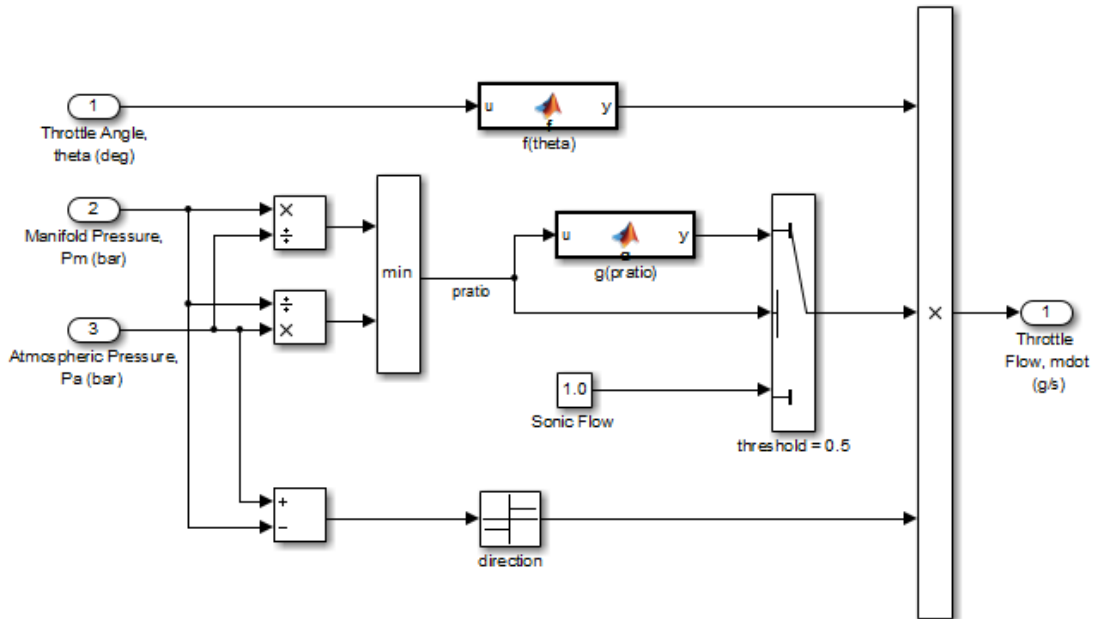 1
Throttle Angle,
theta (deg)
u
f
y
f(theta)
2
Manifold Pressure,
Pm (bar)
×
÷
÷
×
min
pratio
u
y
g(pratio)
3
Atmospheric Pressure,
Pa (bar)
1.0
Sonic Flow
threshold = 0.5
+
−
direction
×
1
Throttle
Flow, mdot
(g/s)